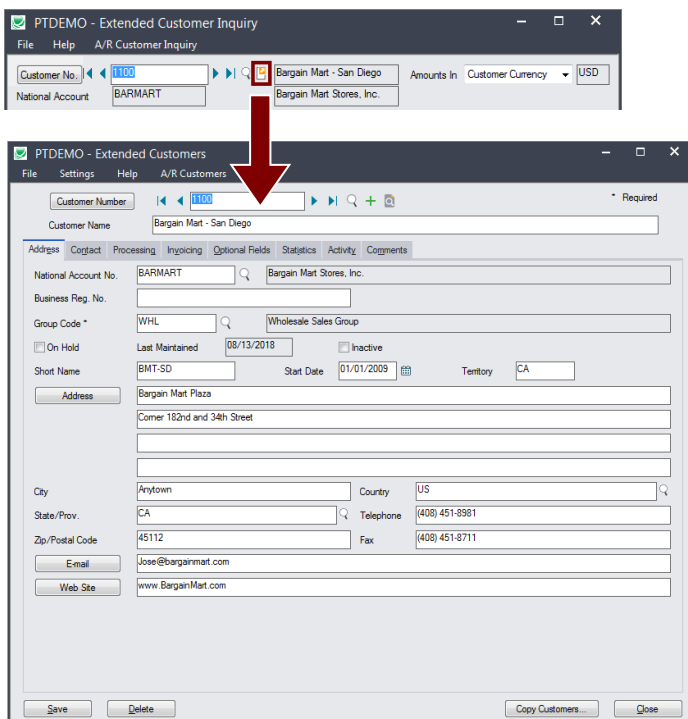 PTDEMO - Extended Customer Inquiry
File Help A/R Customer Inquiry
Customer No. 1100 Bargain Mart - San Diego Amounts In Customer Currency USD
National Account BARMART Bargain Mart Stores, Inc.
PTDEMO - Extended Customers
File Settings Help A/R Customers
Customer Number 1100 * Required
Customer Name Bargain Mart - San Diego
Address Contact Processing Invoicing Optional Fields Statistics Activity Comments
National Account No. BARMART Bargain Mart Stores, Inc.
Business Reg. No.
Group Code * WHL Wholesale Sales Group
On Hold Last Maintained 08/13/2018 Inactive
Short Name BMT-SD Start Date 01/01/2009 Territory CA
Address Bargain Mart Plaza
Corner 182nd and 34th Street
City Anytown Country US
State/Prov. CA Telephone (408) 451-8981
Zip/Postal Code 45112 Fax (408) 451-8711
E-mail Jose@bargainmart.com
Web Site www.BargainMart.com
Save Delete Copy Customers... Close